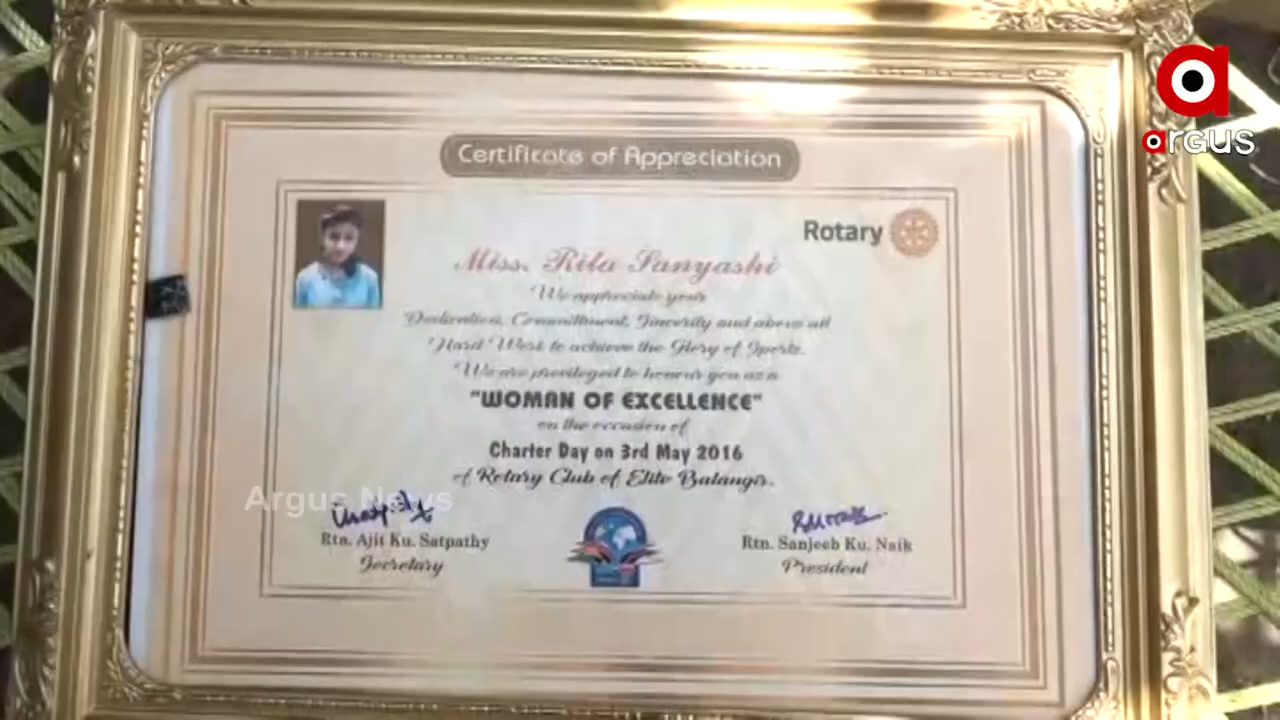 argus
Certificate of Appreciation
Rotary
Miss. Rita Sanyashi
We appreciate your
Dedication, Committment, Sincerity and above all
'Hard' Work to achieve the Glory of Sports.
We are previleged to honour you as a
"WOMAN OF EXCELLENCE"
on the occasion of
Charter Day on 3rd May 2016
of Rotary Club of Elite Balangir.
Argus News
Rtn. Ajit Ku. Satpathy
Secretary
Rtn. Sanjeeb Ku. Naik
President